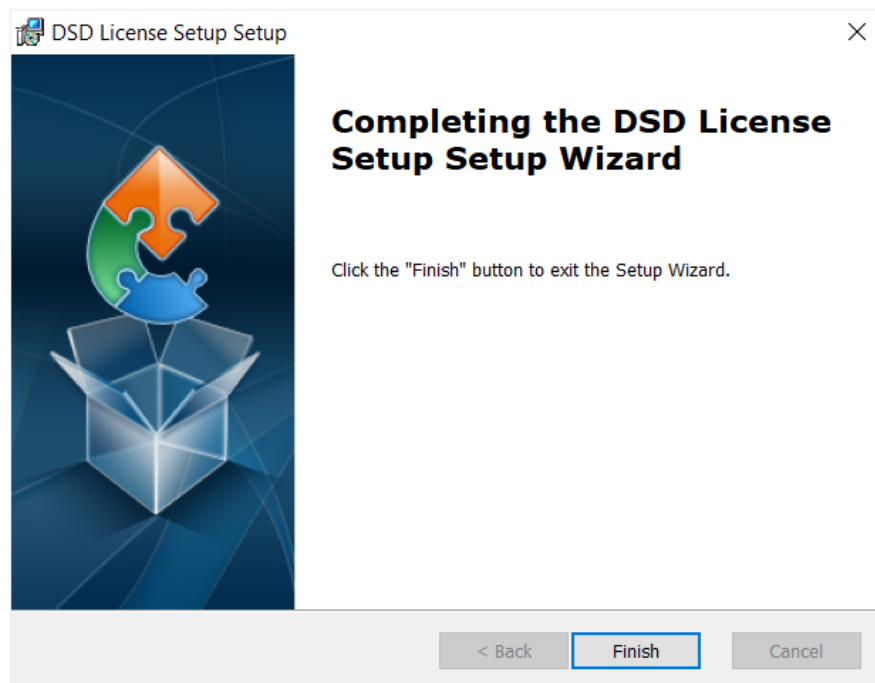 DSD License Setup Setup
Completing the DSD License
Setup Setup Wizard
Click the "Finish" button to exit the Setup Wizard.
< Back
Finish
Cancel